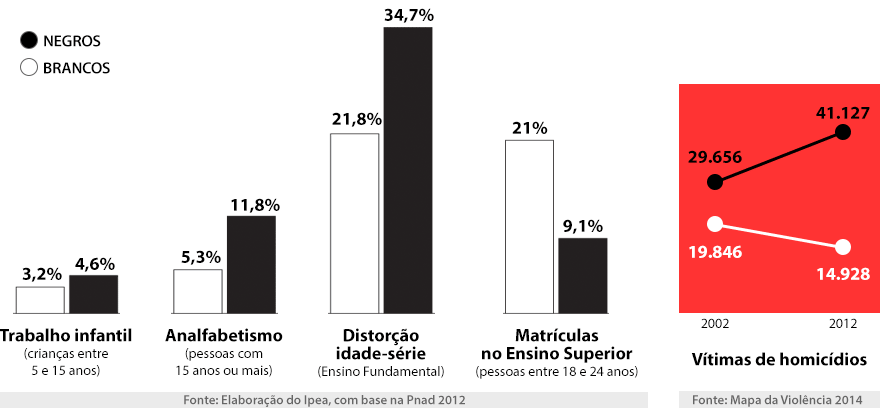 NEGROS
BRANCOS
3,2%
4,6%
Trabalho infantil
(crianças entre
5 e 15 anos)
5,3%
11,8%
Analfabetismo
(pessoas com
15 anos ou mais)
21,8%
34,7%
Distorção
idade-série
(Ensino Fundamental)
21%
9,1%
Matrículas
no Ensino Superior
(pessoas entre 18 e 24 anos)
Fonte: Elaboração do Ipea, com base na Pnad 2012
29.656
41.127
19.846
14.928
2002
2012
Vítimas de homicídios
Fonte: Mapa da Violência 2014